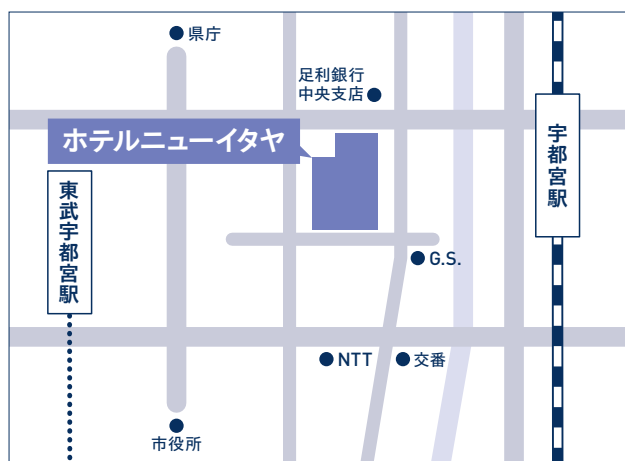 県庁
足利銀行
中央支店
ホテルニューイタヤ
宇都宮駅
東武宇都宮駅
G.S.
NTT
交番
市役所